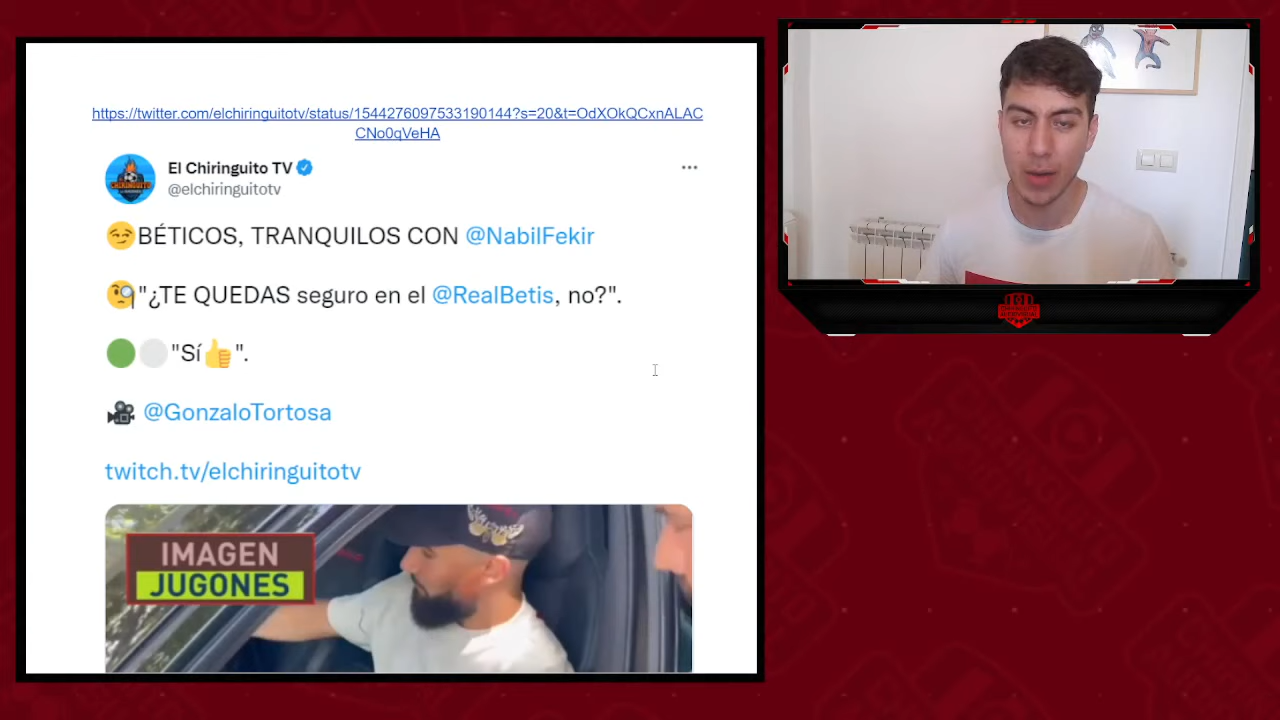 https://twitter.com/elchiringuitotv/status/1544276097533190144?s=20&t=OdXOkQCxnALAC
CNo0qVeHA
El Chiringuito TV
@elchiringuitotv
😏BÉTICOS, TRANQUILOS CON @NabilFekir
🧐"¿TE QUEDAS seguro en el @RealBetis, no?".
🟢⚪"Sí👍".
🎥 @GonzaloTortosa
twitch.tv/elchiringuitotv
IMAGEN
JUGONES